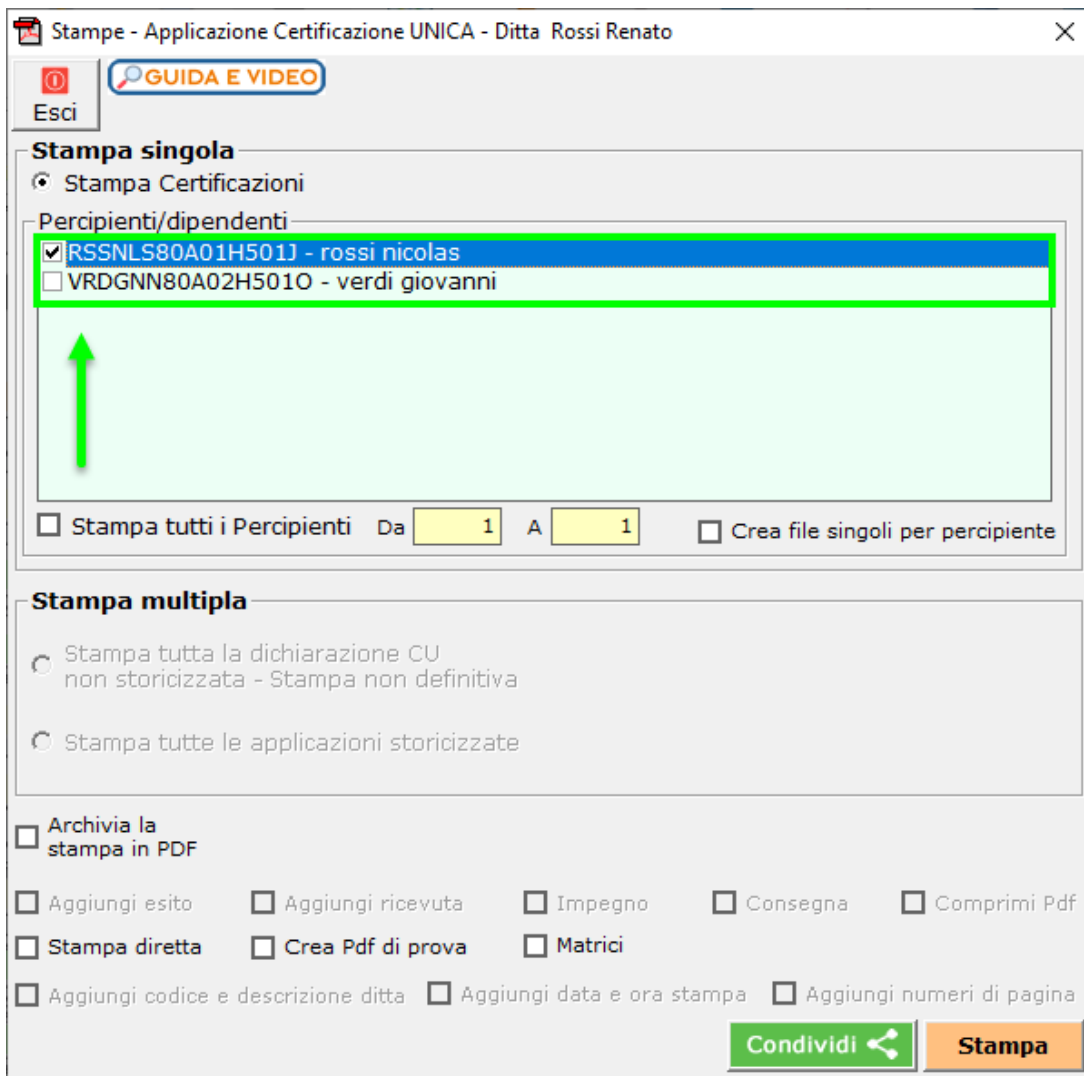 Stampe - Applicazione Certificazione UNICA - Ditta  Rossi Renato
GUIDA E VIDEO
Esci
Stampa singola
Stampa Certificazioni
Percipienti/dipendenti
RSSNLS80A01H501J - rossi nicolas
VRDGNN80A02H501O - verdi giovanni
Stampa tutti i Percipienti Da 1 A 1 Crea file singoli per percipiente
Stampa multipla
Stampa tutta la dichiarazione CU
non storicizzata - Stampa non definitiva
Stampa tutte le applicazioni storicizzate
Archivia la
stampa in PDF
Aggiungi esito Aggiungi ricevuta Impegno Consegna Comprimi Pdf
Stampa diretta Crea Pdf di prova Matrici
Aggiungi codice e descrizione ditta Aggiungi data e ora stampa Aggiungi numeri di pagina
Condividi Stampa